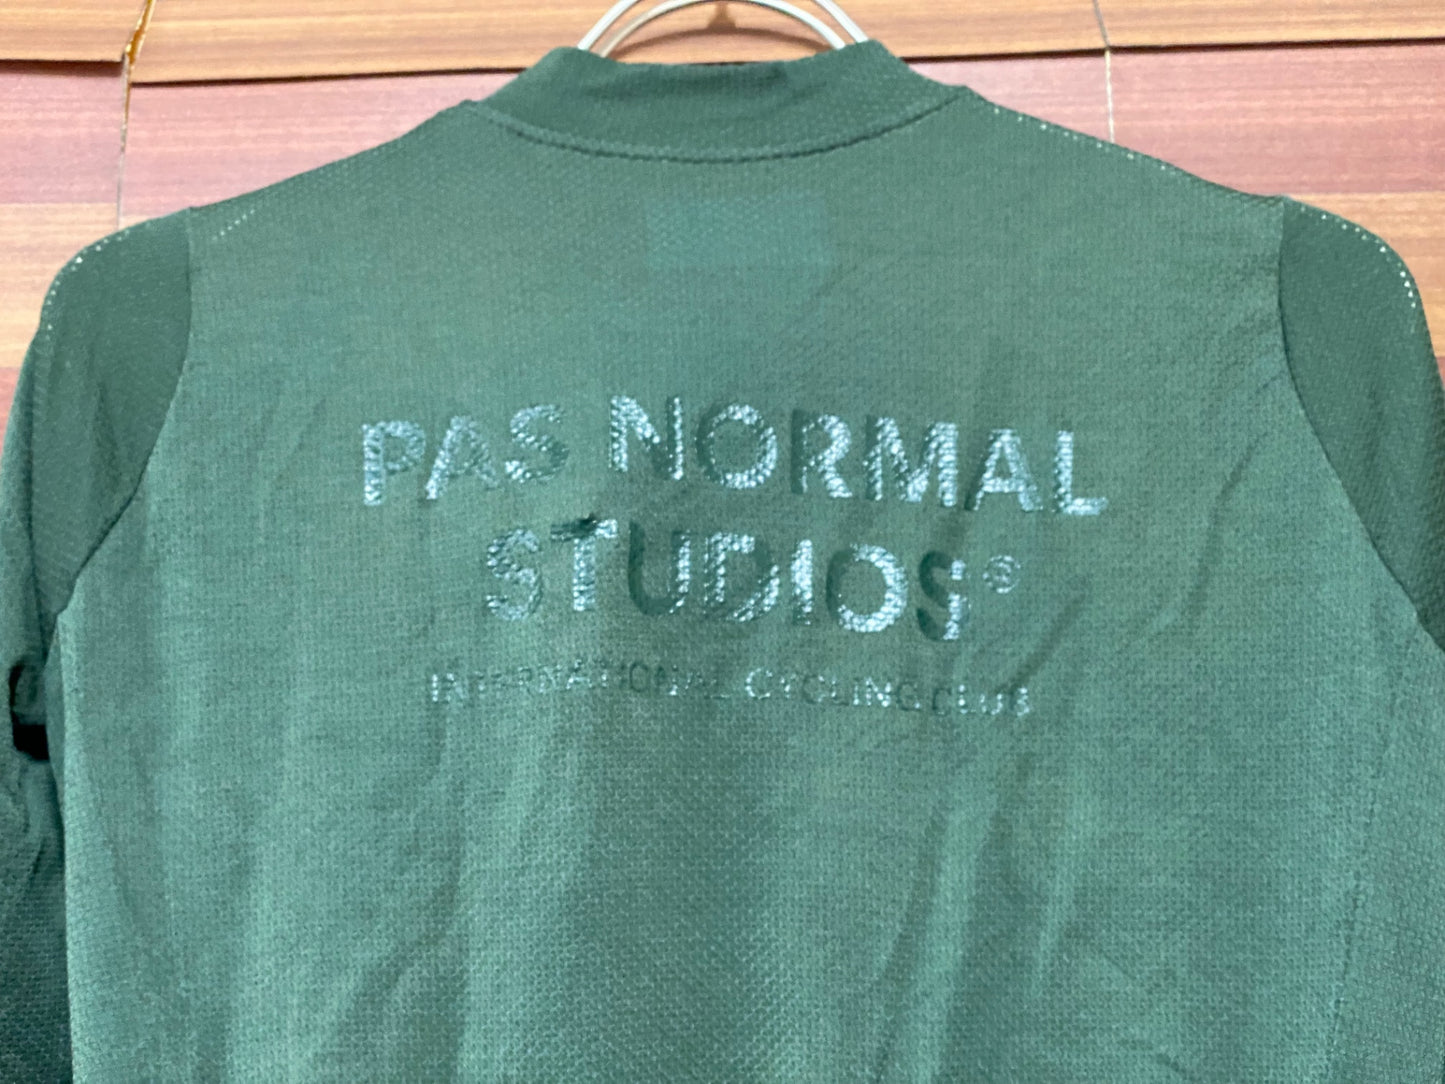 PAS NORMAL
STUDIOS®
INTERNATIONAL CYCLING CLUB